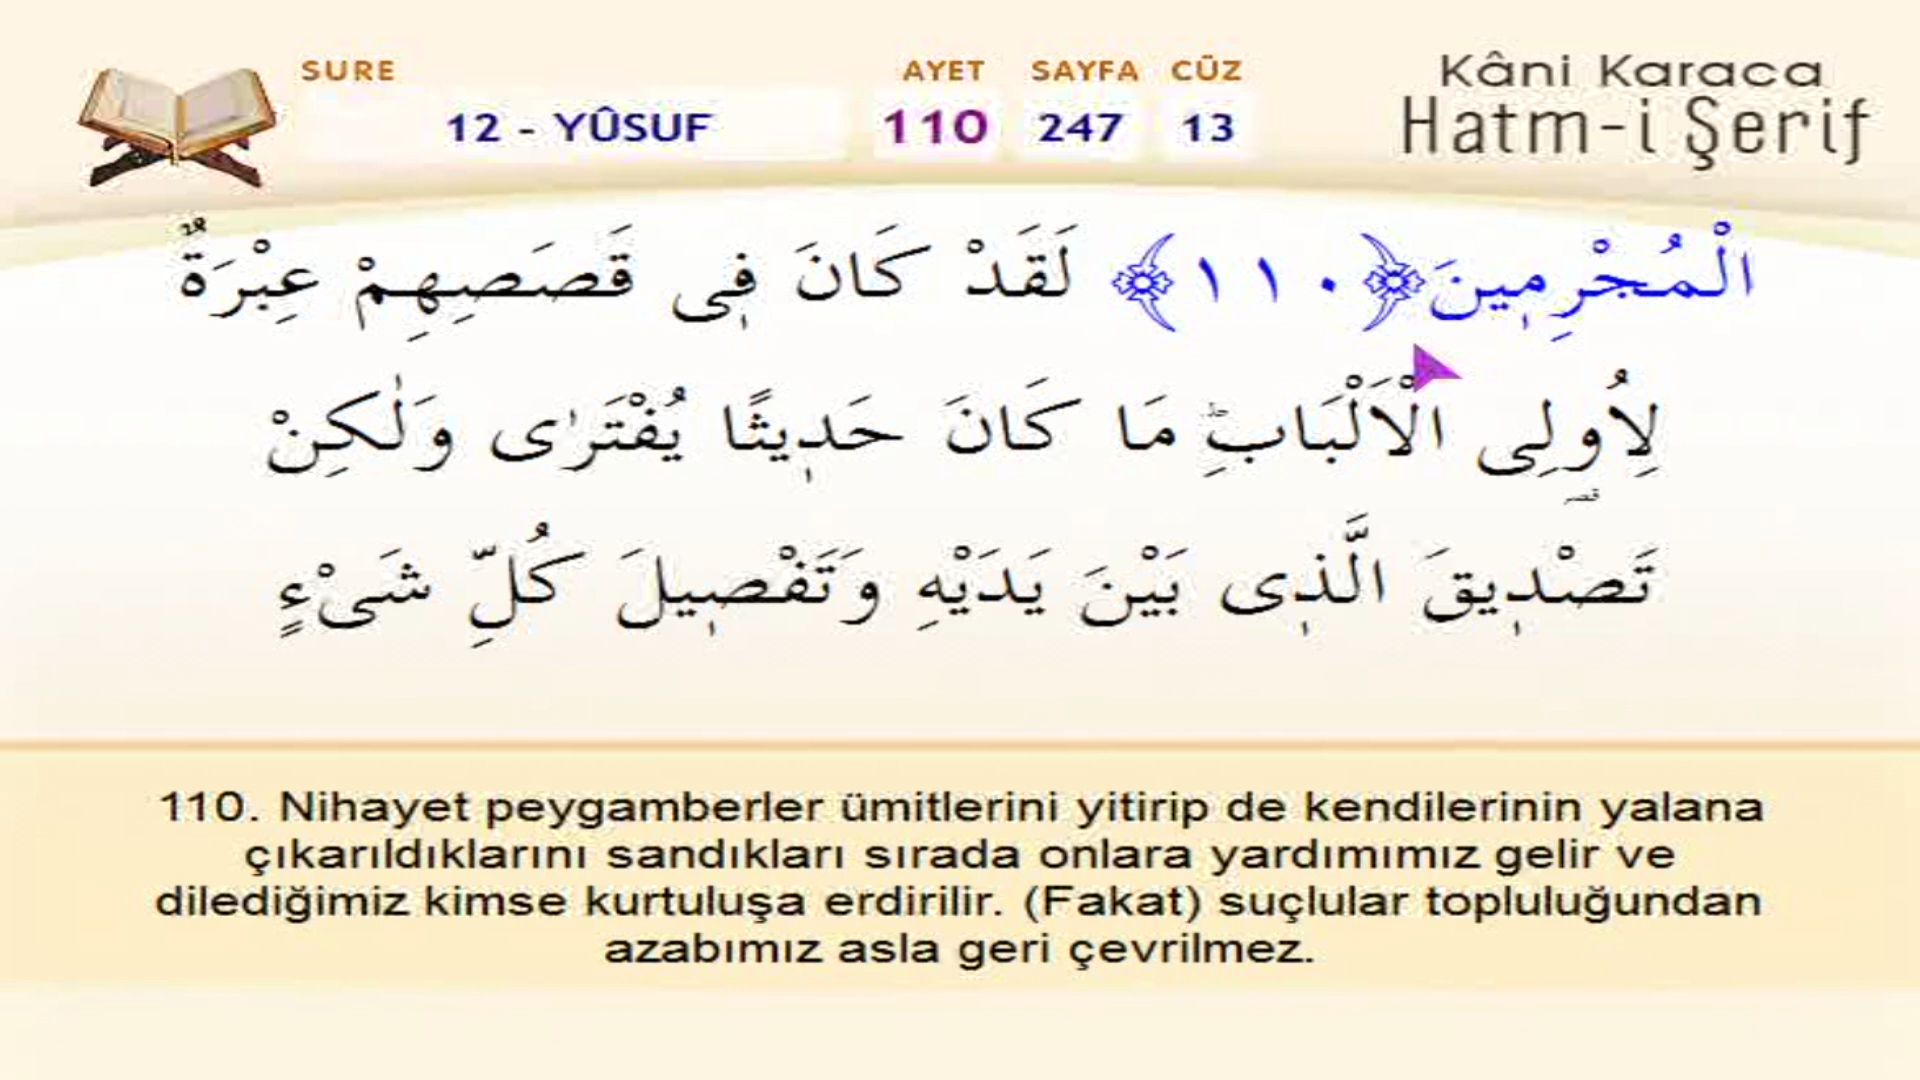 SURE AYET SAYFA CÜZ
12 - YÛSUF 110 247 13
Kâni Karaca
Hatm-i Şerif
الْمُجْرِمٖينَ ﴿١١٠﴾ لَقَدْ كَانَ فٖى قَصَصِهِمْ عِبْرَةٌ
لِاُولِى الْاَلْبَابِؕ مَا كَانَ حَدٖيثًا يُفْتَرٰى وَلٰكِنْ
تَصْدٖيقَ الَّذٖى بَيْنَ يَدَيْهِ وَتَفْصٖيلَ كُلِّ شَىْءٍ
110. Nihayet peygamberler ümitlerini yitirip de kendilerinin yalana
çıkarıldıklarını sandıkları sırada onlara yardımımız gelir ve
dilediğimiz kimse kurtuluşa erdirilir. (Fakat) suçlular topluluğundan
azabımız asla geri çevrilmez.